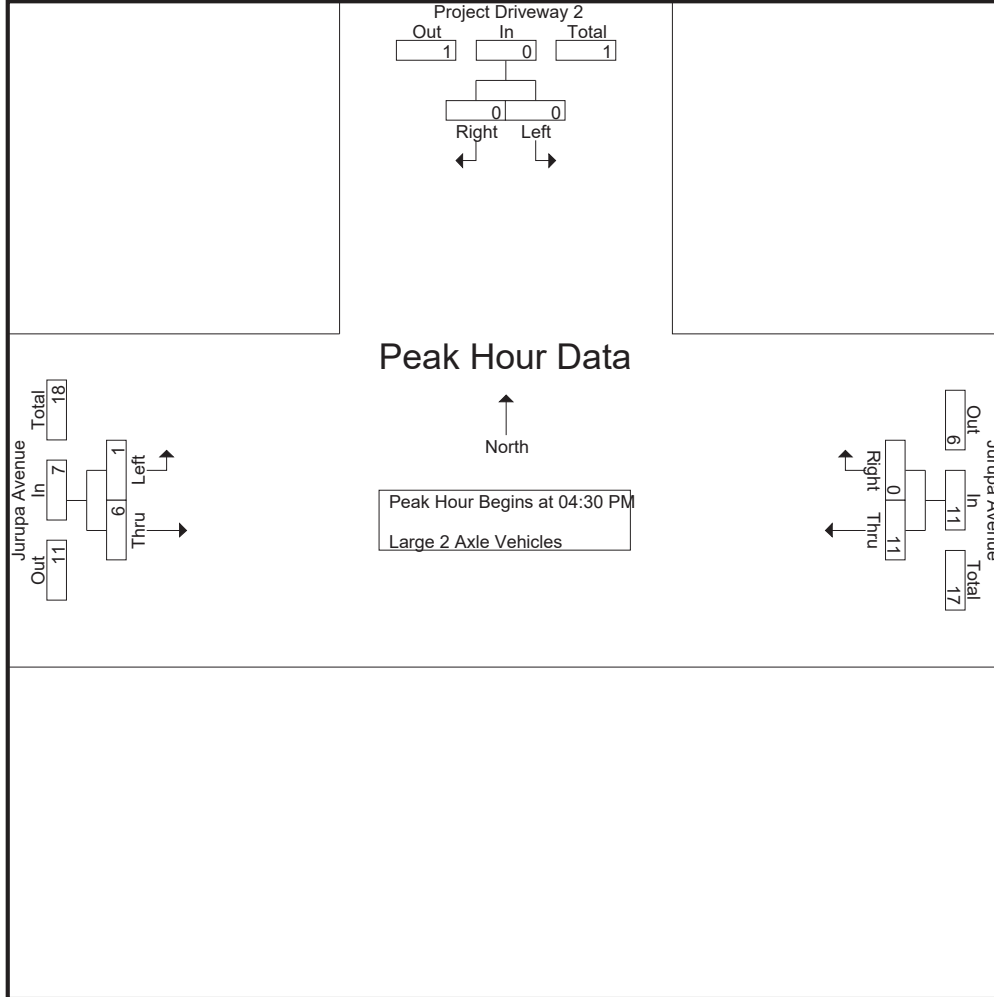 Project Driveway 2
Out In Total
1 0 1
0 0
Right Left
Peak Hour Data
North
Peak Hour Begins at 04:30 PM
Large 2 Axle Vehicles
Jurupa Avenue
Out In Total
11 7 18
Left Thru
1 6
Jurupa Avenue
Out In Total
6 11 17
Right Thru
0 11